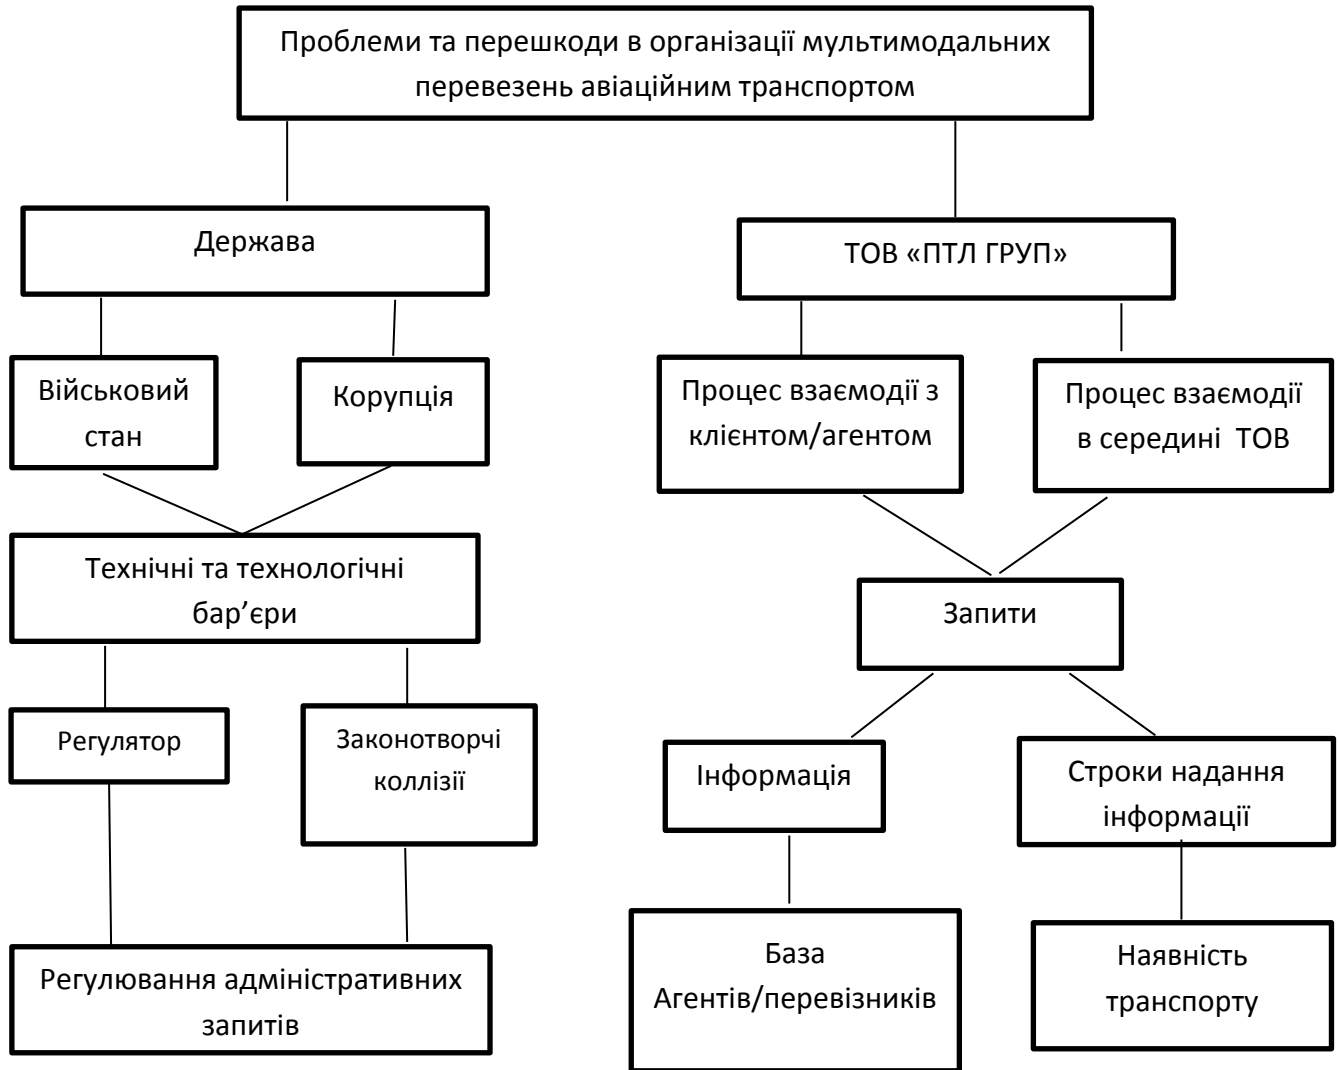 Проблеми та перешкоди в організації мультимодальних
перевезень авіаційним транспортом
Держава
ТОВ «ПТЛ ГРУП»
Військовий
стан
Корупція
Процес взаємодії з
клієнтом/агентом
Процес взаємодії
в середині ТОВ
Технічні та технологічні
бар’єри
Запити
Регулятор
Законотворчі
коллізії
Інформація
Строки надання
інформації
Регулювання адміністративних
запитів
База
Агентів/перевізників
Наявність
транспорту